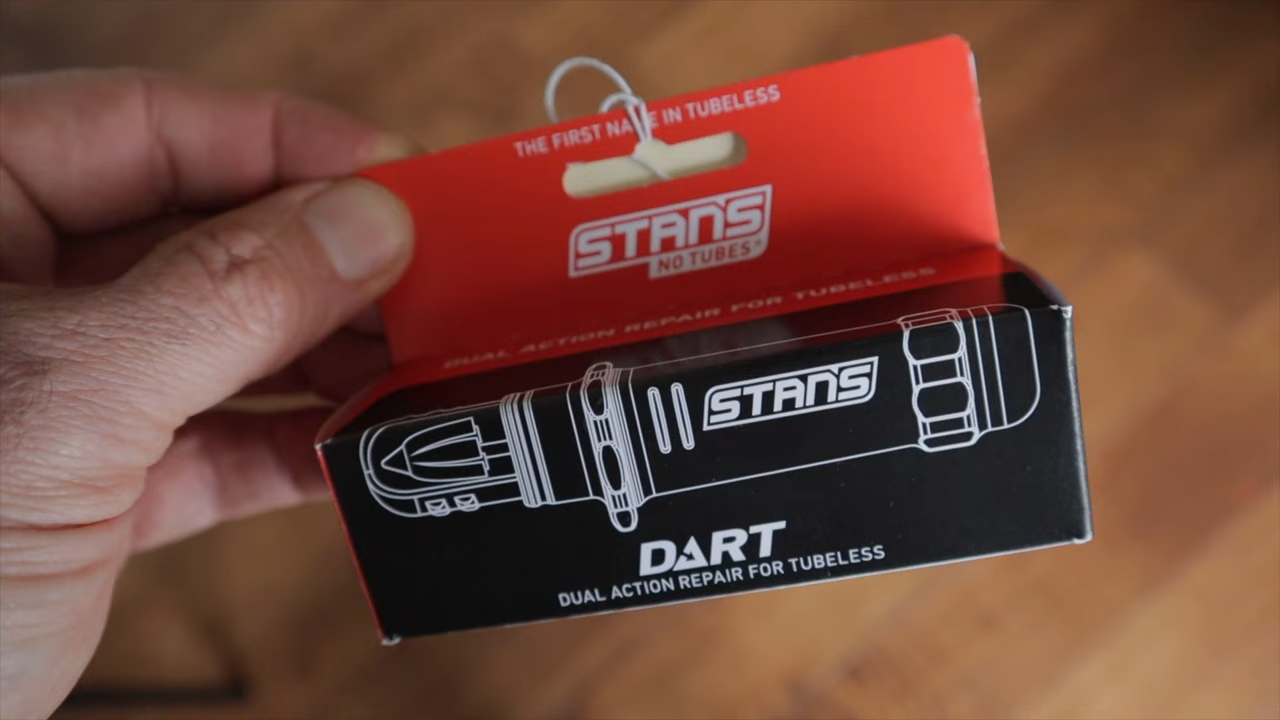 THE FIRST NAME IN TUBELESS
STANS
NO TUBES®
DUAL ACTION REPAIR FOR TUBELESS
STANS
DART
DUAL ACTION REPAIR FOR TUBELESS